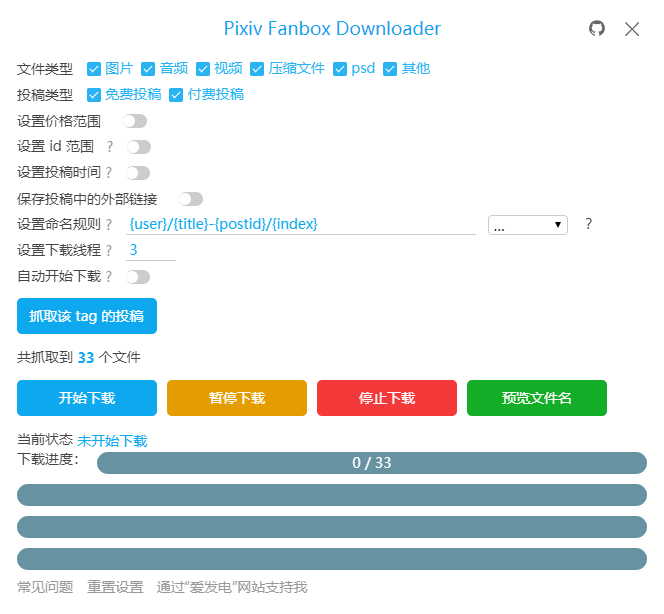 Pixiv Fanbox Downloader
文件类型 图片 音频 视频 压缩文件 psd 其他
投稿类型 免费投稿 付费投稿
设置价格范围
设置 id 范围 ?
设置投稿时间 ?
保存投稿中的外部链接
设置命名规则 ? {user}/{title}-{postid}/{index} ... ?
设置下载线程 ? 3
自动开始下载 ?
抓取该 tag 的投稿
共抓取到 33 个文件
开始下载 暂停下载 停止下载 预览文件名
当前状态 未开始下载
下载进度： 0 / 33
常见问题 重置设置 通过“爱发电”网站支持我